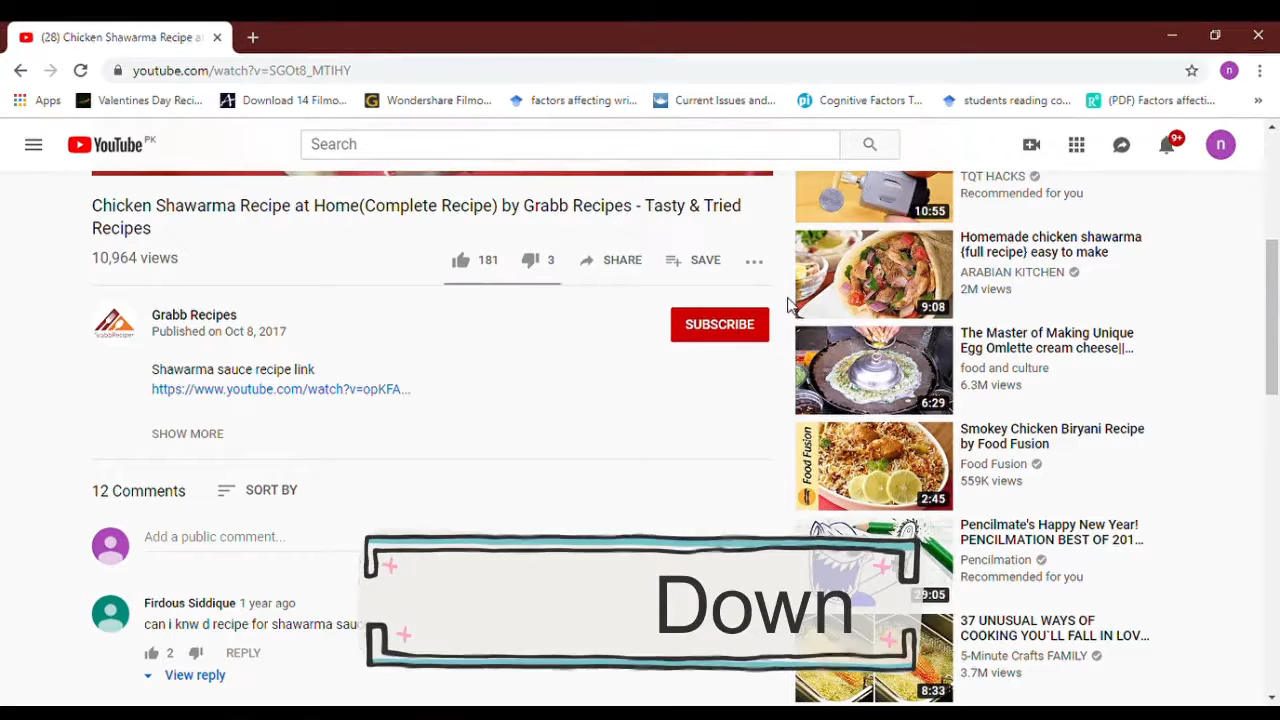 (28) Chicken Shawarma Recipe at
youtube.com/watch?v=SGOt8_MTIHY
n
Apps
Valentines Day Reci...
Download 14 Filmo...
Wondershare Filmo...
factors affecting wri...
Current Issues and...
Cognitive Factors T...
students reading co...
(PDF) Factors affecti...
YouTube PK
Search
9+
n
Chicken Shawarma Recipe at Home(Complete Recipe) by Grabb Recipes - Tasty & Tried
Recipes
10,964 views
181
3
SHARE
SAVE
Grabb Recipes
Published on Oct 8, 2017
SUBSCRIBE
Shawarma sauce recipe link
https://www.youtube.com/watch?v=opKFA...
SHOW MORE
12 Comments
SORT BY
Add a public comment...
Firdous Siddique 1 year ago
can i knw d recipe for shawarma
2
REPLY
View reply
Down
TQT HACKS
Recommended for you
10:55
Homemade chicken shawarma
{full recipe} easy to make
ARABIAN KITCHEN
2M views
9:08
The Master of Making Unique
Egg Omlette cream cheese||...
food and culture
6.3M views
6:29
Smokey Chicken Biryani Recipe
by Food Fusion
Food Fusion
559K views
Food Fusion
2:45
Pencilmate's Happy New Year!
PENCILMATION BEST OF 201...
Pencilmation
Recommended for you
29:05
37 UNUSUAL WAYS OF
COOKING YOU`LL FALL IN LOV...
5-Minute Crafts FAMILY
3.7M views
8:33